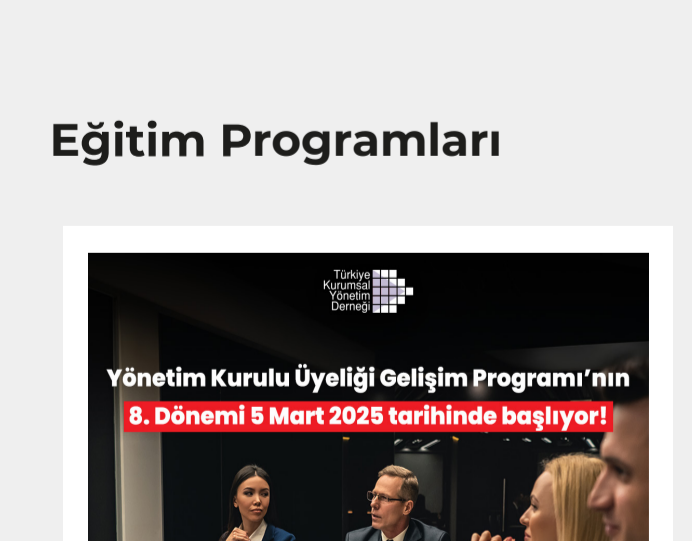 Eğitim Programları
Türkiye
Kurumsal
Yönetim
Derneği
Yönetim Kurulu Üyeliği Gelişim Programı’nın
8. Dönemi 5 Mart 2025 tarihinde başlıyor!